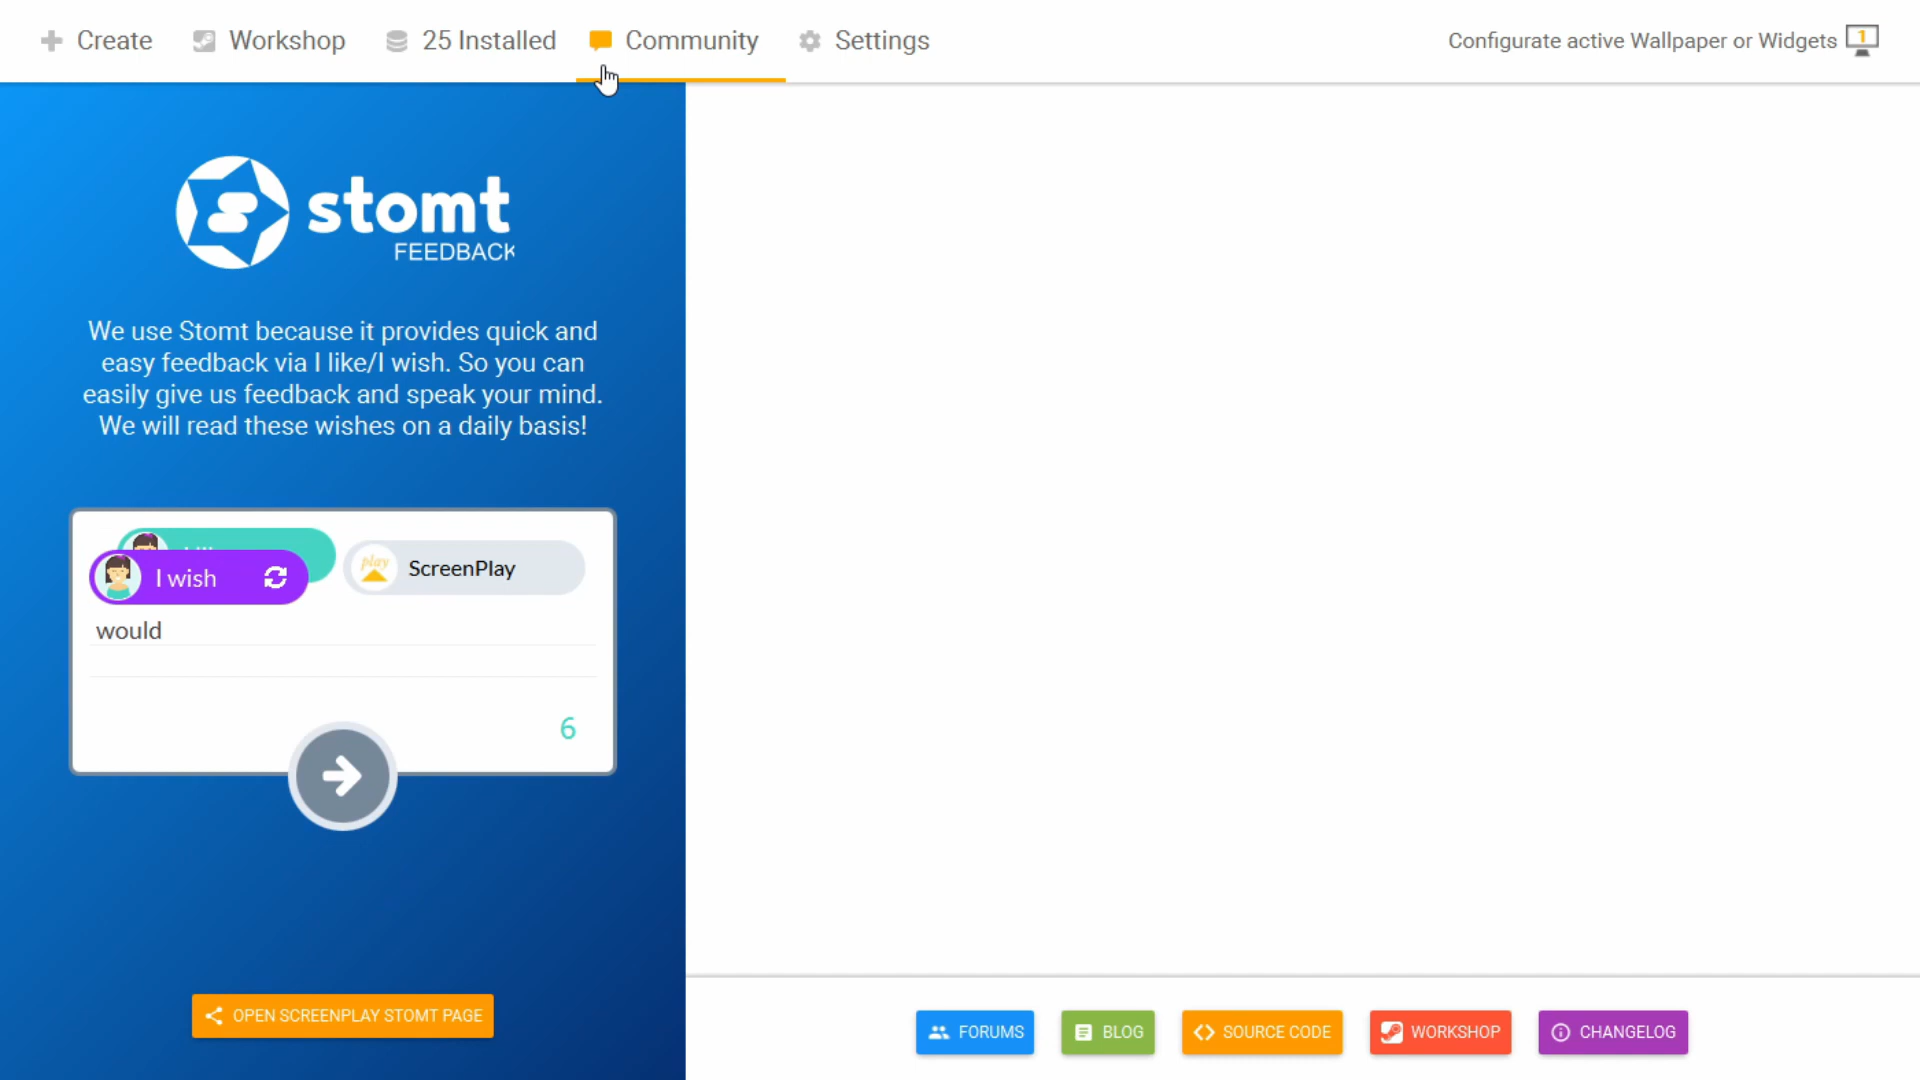 Create Workshop 25 Installed Community Settings Configurate active Wallpaper or Widgets 1
stomt
FEEDBACK
We use Stomt because it provides quick and
easy feedback via I like/I wish. So you can
easily give us feedback and speak your mind.
We will read these wishes on a daily basis!
I wish
play
ScreenPlay
would
6
OPEN SCREENPLAY STOMT PAGE
FORUMS BLOG SOURCE CODE WORKSHOP CHANGELOG